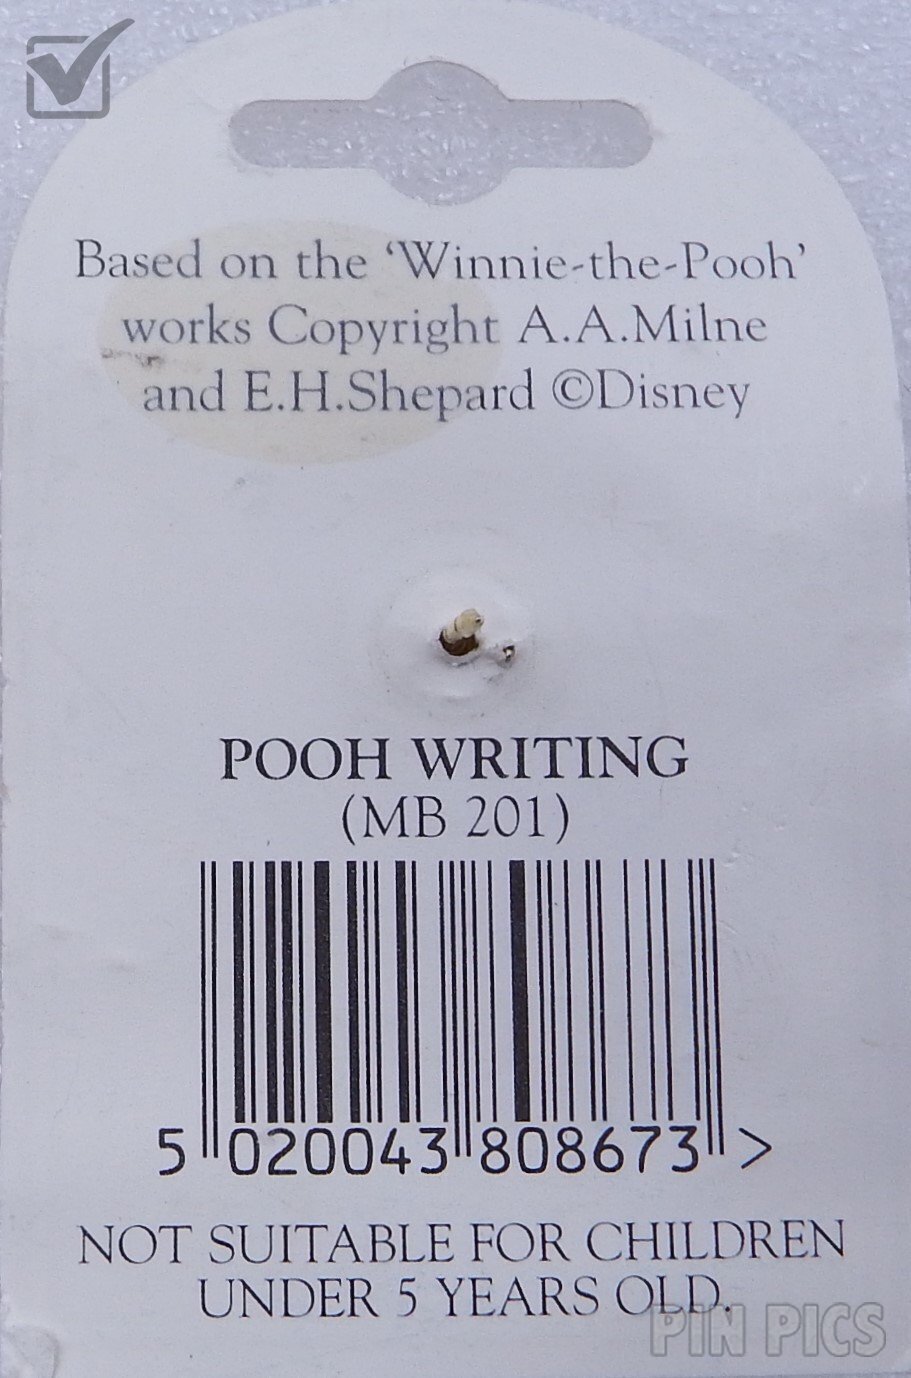 Based on the ‘Winnie-the-Pooh’
works Copyright A.A.Milne
and E.H.Shepard ©Disney
POOH WRITING
(MB 201)
5 020043 808673 >
NOT SUITABLE FOR CHILDREN
UNDER 5 YEARS OLD.
PIN PICS